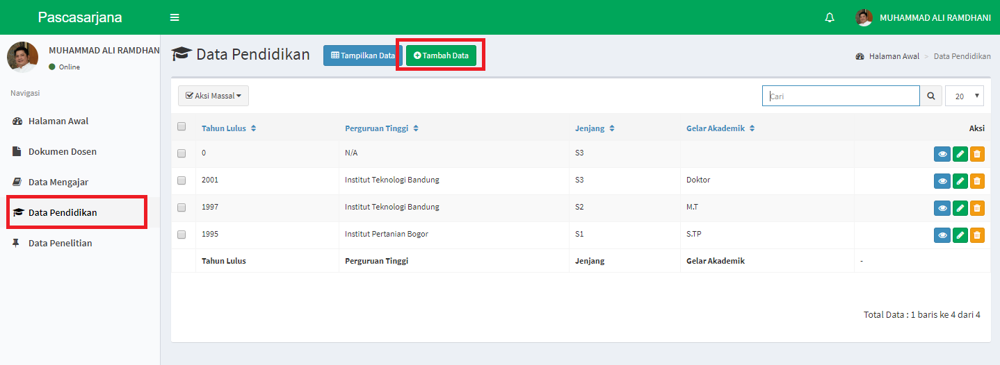 Pascasarjana
MUHAMMAD ALI RAMDHANI
MUHAMMAD ALI RAMDHAN
Online
Navigasi
Halaman Awal
Dokumen Dosen
Data Mengajar
Data Pendidikan
Data Penelitian
Data Pendidikan Tampilkan Data Tambah Data
Halaman Awal > Data Pendidikan
Aksi Massal Cari 20
Tahun Lulus Perguruan Tinggi Jenjang Gelar Akademik Aksi
0 N/A S3
2001 Institut Teknologi Bandung S3 Doktor
1997 Institut Teknologi Bandung S2 M.T
1995 Institut Pertanian Bogor S1 S.TP
Tahun Lulus Perguruan Tinggi Jenjang Gelar Akademik -
Total Data : 1 baris ke 4 dari 4